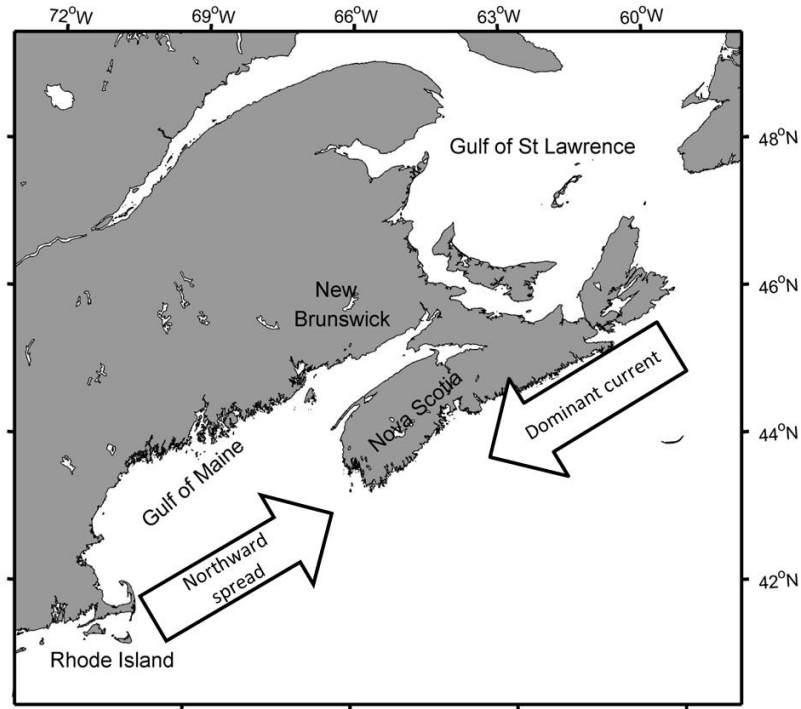 72°W 69°W 66°W 63°W 60°W
Gulf of St Lawrence
48°N
46°N
New
Brunswick
Dominant current
Nova Scotia
44°N
Gulf of Maine
Northward
spread
42°N
Rhode Island